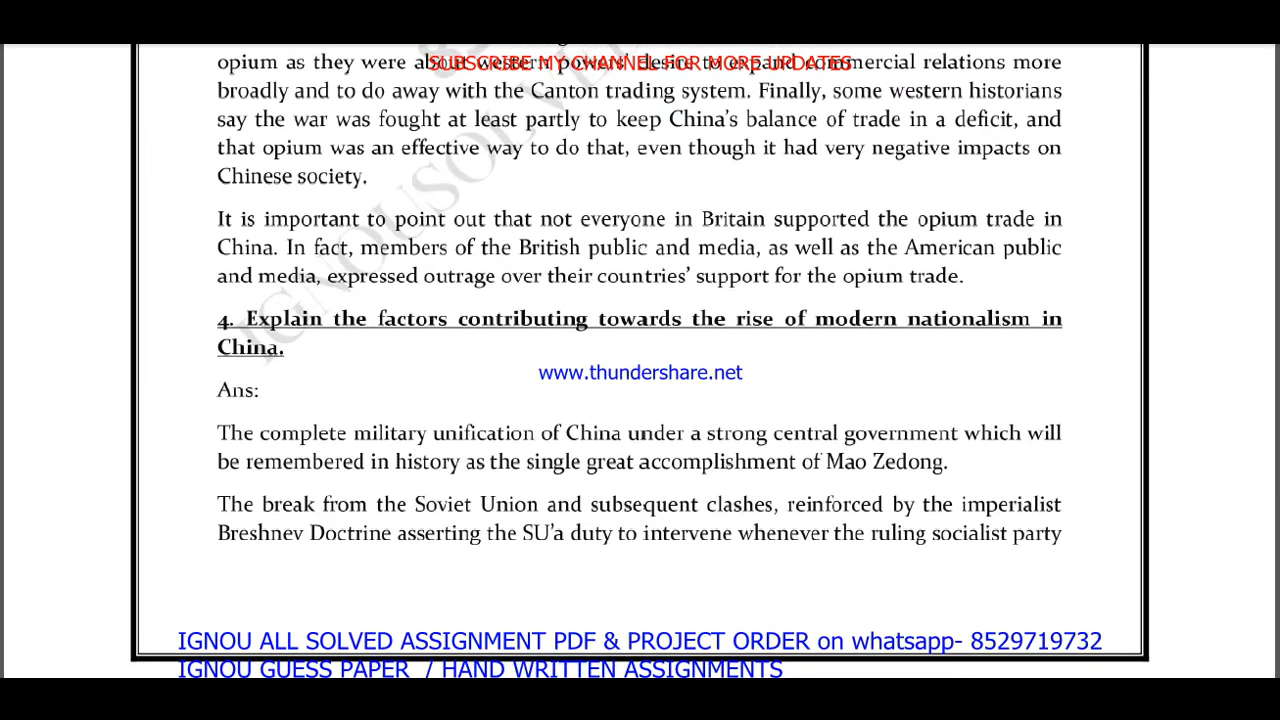 opium as they were about western powers' desire to expand commercial relations more
SUBSCRIBE MY CHANNEL FOR MORE UPDATES
broadly and to do away with the Canton trading system. Finally, some western historians
say the war was fought at least partly to keep China's balance of trade in a deficit, and
that opium was an effective way to do that, even though it had very negative impacts on
Chinese society.
It is important to point out that not everyone in Britain supported the opium trade in
China. In fact, members of the British public and media, as well as the American public
and media, expressed outrage over their countries' support for the opium trade.
4. Explain the factors contributing towards the rise of modern nationalism in
China.
www.thundershare.net
Ans:
The complete military unification of China under a strong central government which will
be remembered in history as the single great accomplishment of Mao Zedong.
The break from the Soviet Union and subsequent clashes, reinforced by the imperialist
Breshnev Doctrine asserting the SU'a duty to intervene whenever the ruling socialist party
IGNOU ALL SOLVED ASSIGNMENT PDF & PROJECT ORDER on whatsapp- 8529719732
IGNOU GUESS PAPER / HAND WRITTEN ASSIGNMENTS